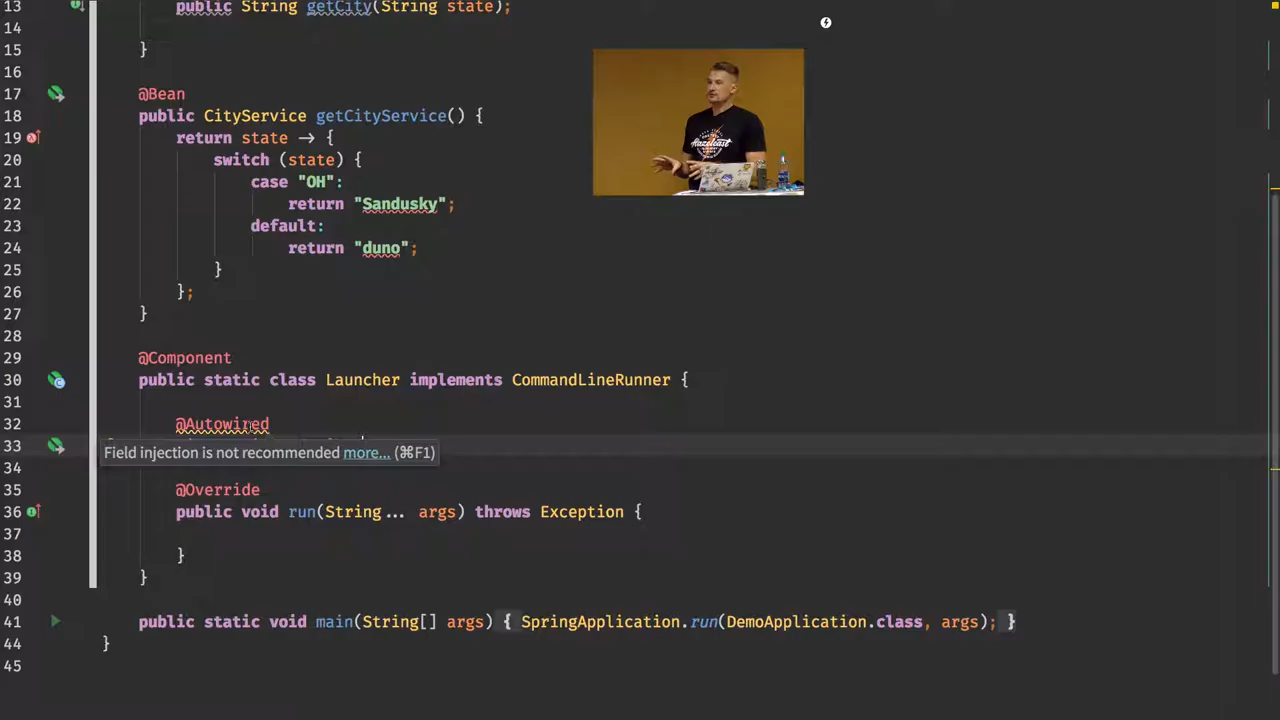 13 public String getCity(String state);
14
15 }
16
17 @Bean
18 public CityService getCityService() {
19 return state → {
20 switch (state) {
21 case "OH":
22 return "Sandusky";
23 default:
24 return "duno";
25 }
26 };
27 }
28
29 @Component
30 public static class Launcher implements CommandLineRunner {
31
32 @Autowired
33
Field injection is not recommended more... (⌘F1)
34
35 @Override
36 public void run(String... args) throws Exception {
37
38 }
39 }
40
41 public static void main(String[] args) { SpringApplication.run(DemoApplication.class, args); }
44 }
45
hazelcast